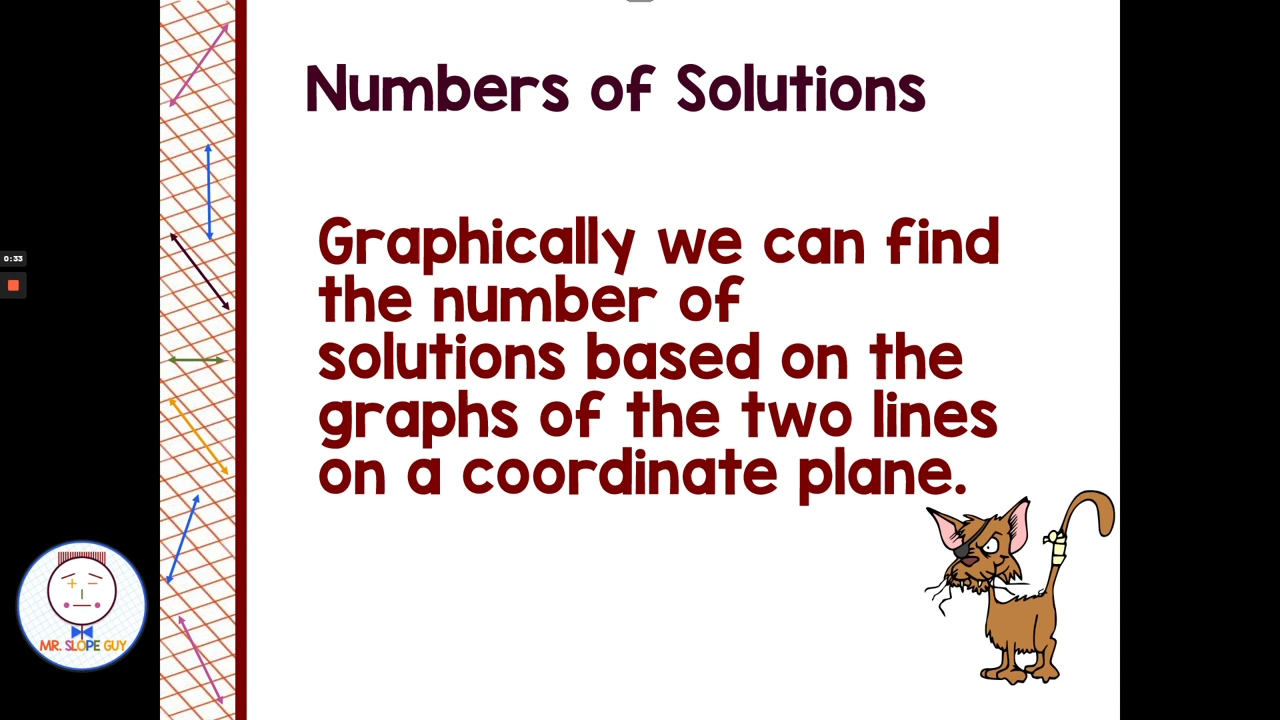 Numbers of Solutions
Graphically we can find
the number of
solutions based on the
graphs of the two lines
on a coordinate plane.
0:33
MR. SLOPE GUY